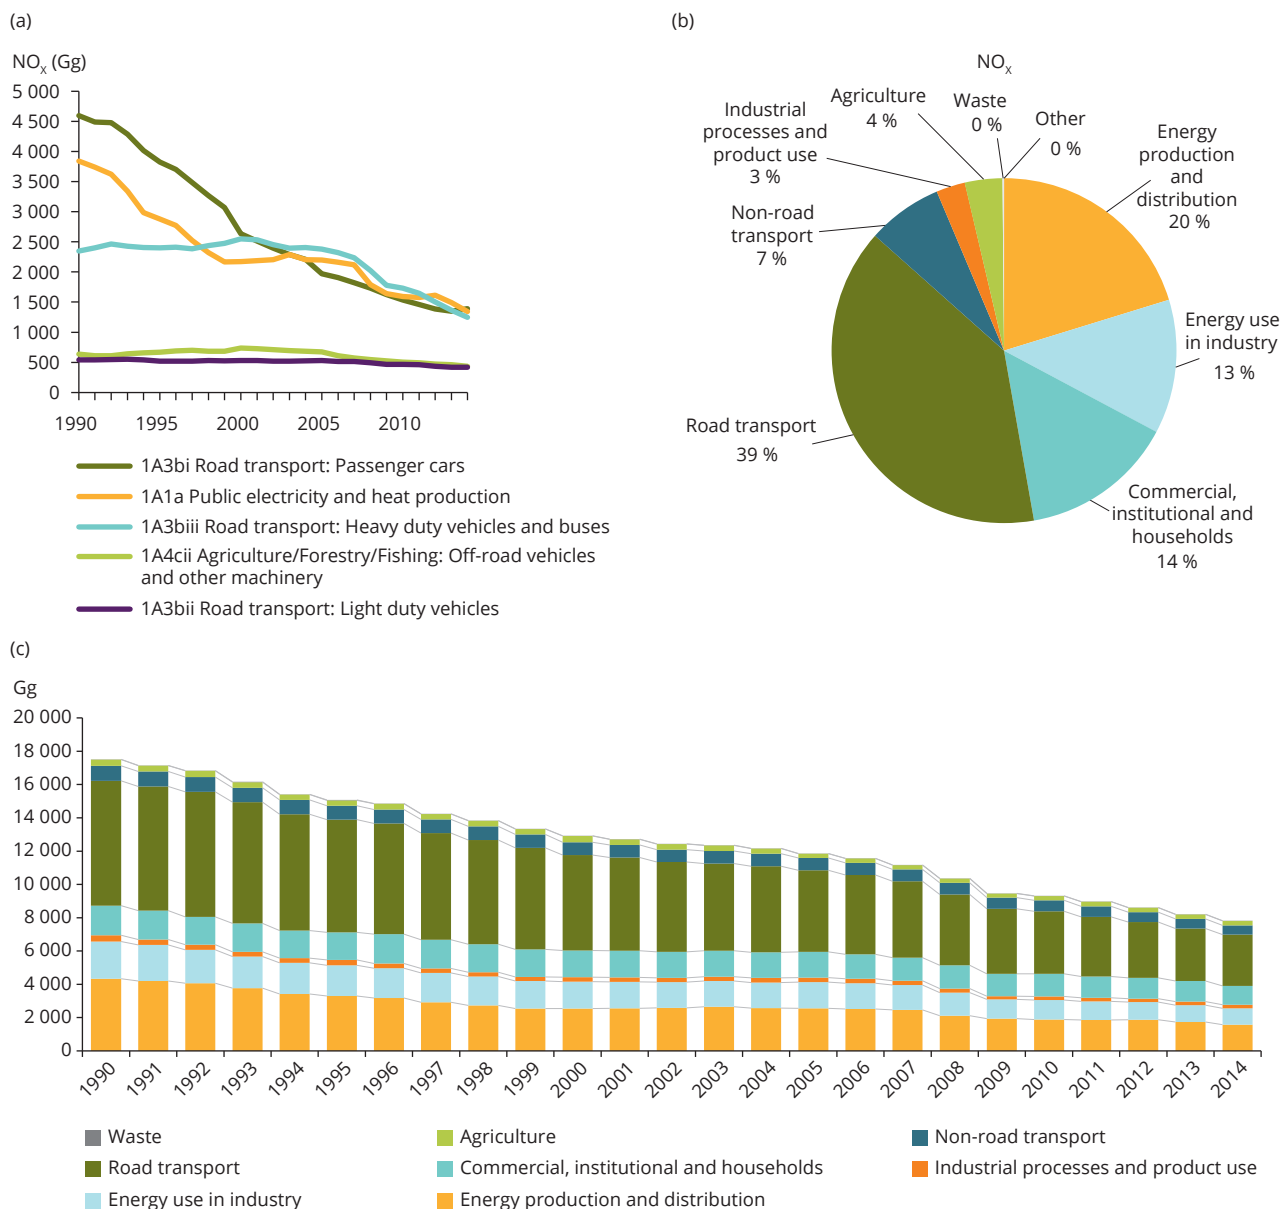 (a)
NOX (Gg)
5 000
4 500
4 000
3 500
3 000
2 500
2 000
1 500
1 000
500
0
1990
1995
2000
2005
2010
1A3bi Road transport: Passenger cars
1A1a Public electricity and heat production
1A3biii Road transport: Heavy duty vehicles and buses
1A4cii Agriculture/Forestry/Fishing: Off-road vehicles
and other machinery
1A3bii Road transport: Light duty vehicles
(b)
NOX
Waste
0 %
Other
0 %
Energy
production
and
distribution
20 %
Energy use
in industry
13 %
Commercial,
institutional and
households
14 %
Road transport
39 %
Non-road
transport
7 %
Industrial
processes and
product use
3 %
Agriculture
4 %
(c)
Gg
20 000
18 000
16 000
14 000
12 000
10 000
8 000
6 000
4 000
2 000
0
1990
1991
1992
1993
1994
1995
1996
1997
1998
1999
2000
2001
2002
2003
2004
2005
2006
2007
2008
2009
2010
2011
2012
2013
2014
Waste
Agriculture
Non-road transport
Road transport
Commercial, institutional and households
Industrial processes and product use
Energy use in industry
Energy production and distribution